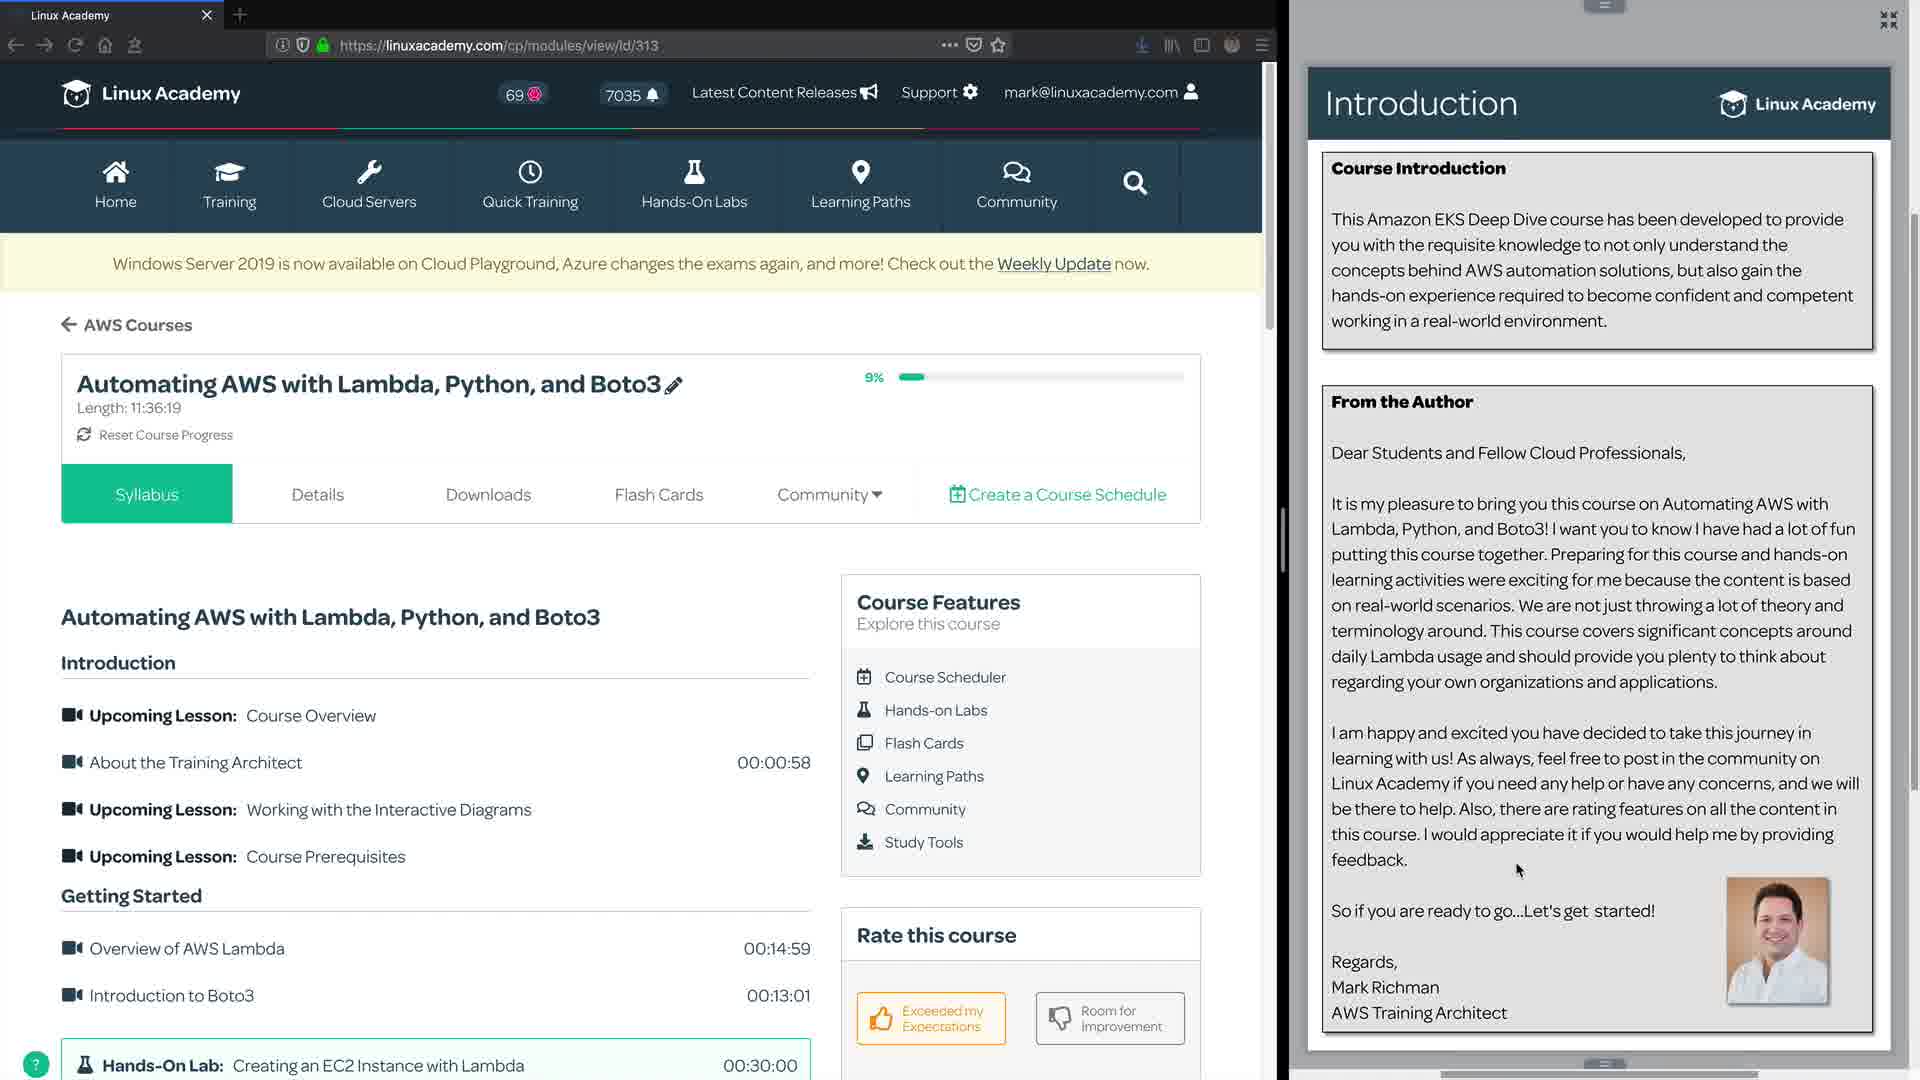 Linux Academy
https://linuxacademy.com/cp/modules/view/id/313
Linux Academy
69
7035
Latest Content Releases
Support
mark@linuxacademy.com
Home
Training
Cloud Servers
Quick Training
Hands-On Labs
Learning Paths
Community
Windows Server 2019 is now available on Cloud Playground, Azure changes the exams again, and more! Check out the Weekly Update now.
AWS Courses
Automating AWS with Lambda, Python, and Boto3
9%
Length: 11:36:19
Reset Course Progress
Syllabus
Details
Downloads
Flash Cards
Community
Create a Course Schedule
Automating AWS with Lambda, Python, and Boto3
Introduction
Upcoming Lesson: Course Overview
About the Training Architect 00:00:58
Upcoming Lesson: Working with the Interactive Diagrams
Upcoming Lesson: Course Prerequisites
Getting Started
Overview of AWS Lambda 00:14:59
Introduction to Boto3 00:13:01
Hands-On Lab: Creating an EC2 Instance with Lambda 00:30:00
?
Course Features
Explore this course
Course Scheduler
Hands-on Labs
Flash Cards
Learning Paths
Community
Study Tools
Rate this course
Exceeded my
Expectations
Room for
Improvement
Introduction
Linux Academy
Course Introduction
This Amazon EKS Deep Dive course has been developed to provide
you with the requisite knowledge to not only understand the
concepts behind AWS automation solutions, but also gain the
hands-on experience required to become confident and competent
working in a real-world environment.
From the Author
Dear Students and Fellow Cloud Professionals,
It is my pleasure to bring you this course on Automating AWS with
Lambda, Python, and Boto3! I want you to know I have had a lot of fun
putting this course together. Preparing for this course and hands-on
learning activities were exciting for me because the content is based
on real-world scenarios. We are not just throwing a lot of theory and
terminology around. This course covers significant concepts around
daily Lambda usage and should provide you plenty to think about
regarding your own organizations and applications.
I am happy and excited you have decided to take this journey in
learning with us! As always, feel free to post in the community on
Linux Academy if you need any help or have any concerns, and we will
be there to help. Also, there are rating features on all the content in
this course. I would appreciate it if you would help me by providing
feedback.
So if you are ready to go...Let's get started!
Regards,
Mark Richman
AWS Training Architect